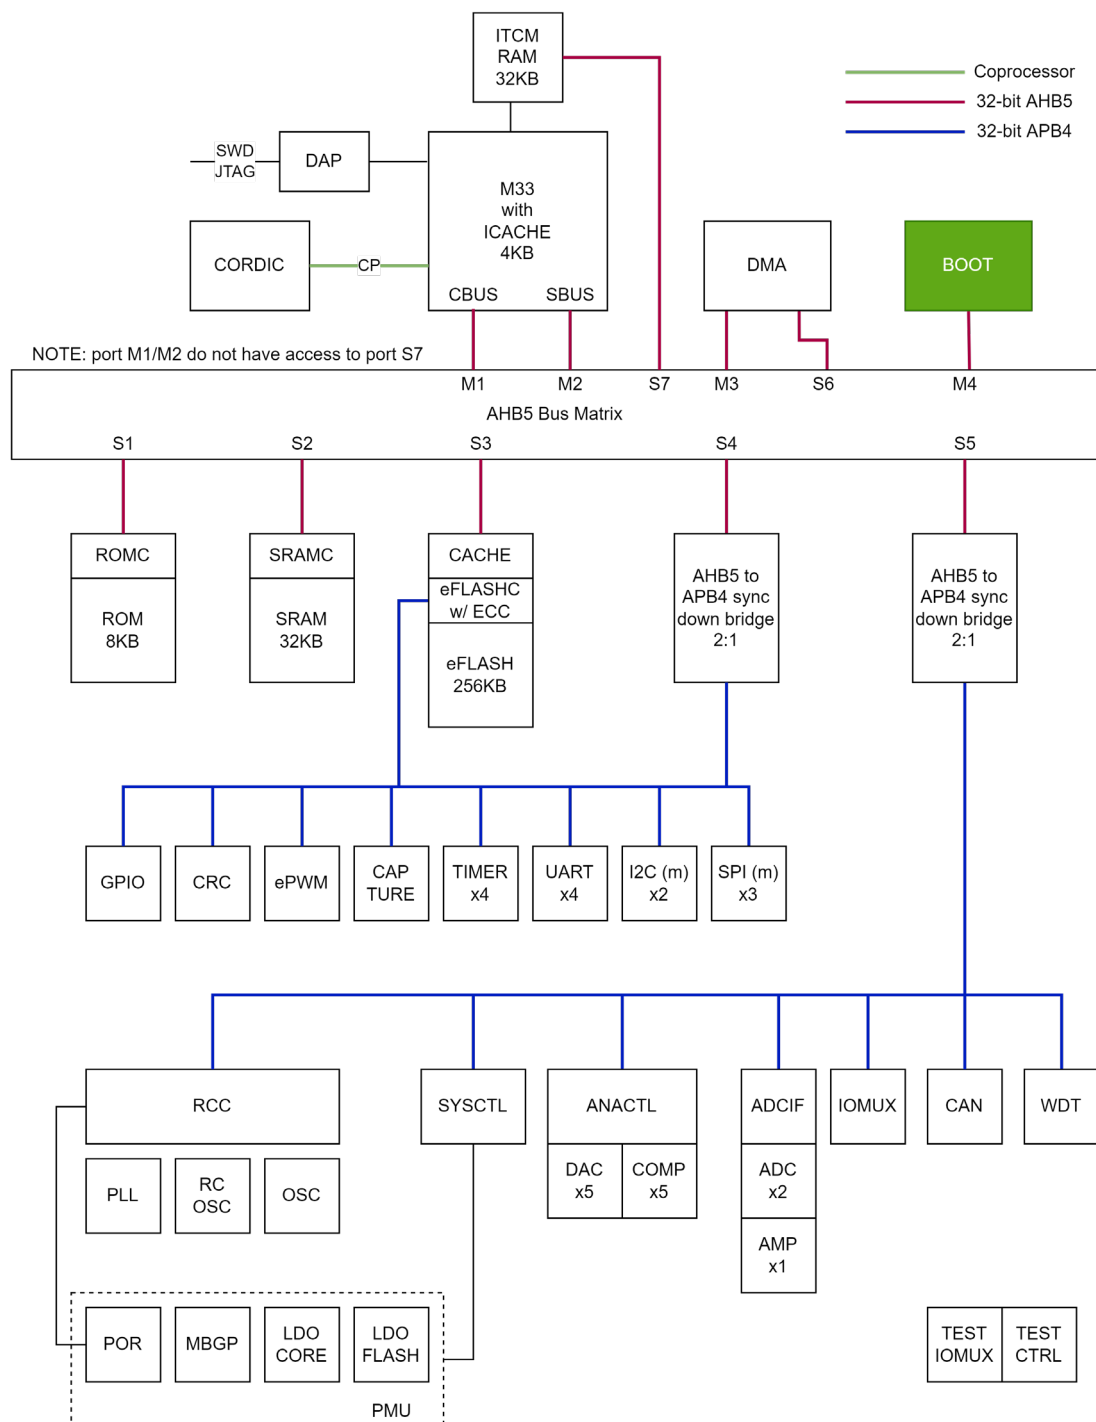 ITCM
RAM
32KB
Coprocessor
32-bit AHB5
32-bit APB4
SWD
JTAG
DAP
M33
with
ICACHE
4KB
CORDIC
CP
CBUS
SBUS
DMA
BOOT
NOTE: port M1/M2 do not have access to port S7
M1
M2
S7
M3
S6
M4
AHB5 Bus Matrix
S1
S2
S3
S4
S5
ROMC
ROM
8KB
SRAMC
SRAM
32KB
CACHE
eFLASHC
w/ ECC
eFLASH
256KB
AHB5 to
APB4 sync
down bridge
2:1
AHB5 to
APB4 sync
down bridge
2:1
GPIO
CRC
ePWM
CAP
TURE
TIMER
x4
UART
x4
I2C (m)
x2
SPI (m)
x3
RCC
SYSCTL
ANACTL
ADCIF
IOMUX
CAN
WDT
PLL
RC
OSC
OSC
DAC
x5
COMP
x5
ADC
x2
AMP
x1
POR
MBGP
LDO
CORE
LDO
FLASH
PMU
TEST
IOMUX
TEST
CTRL